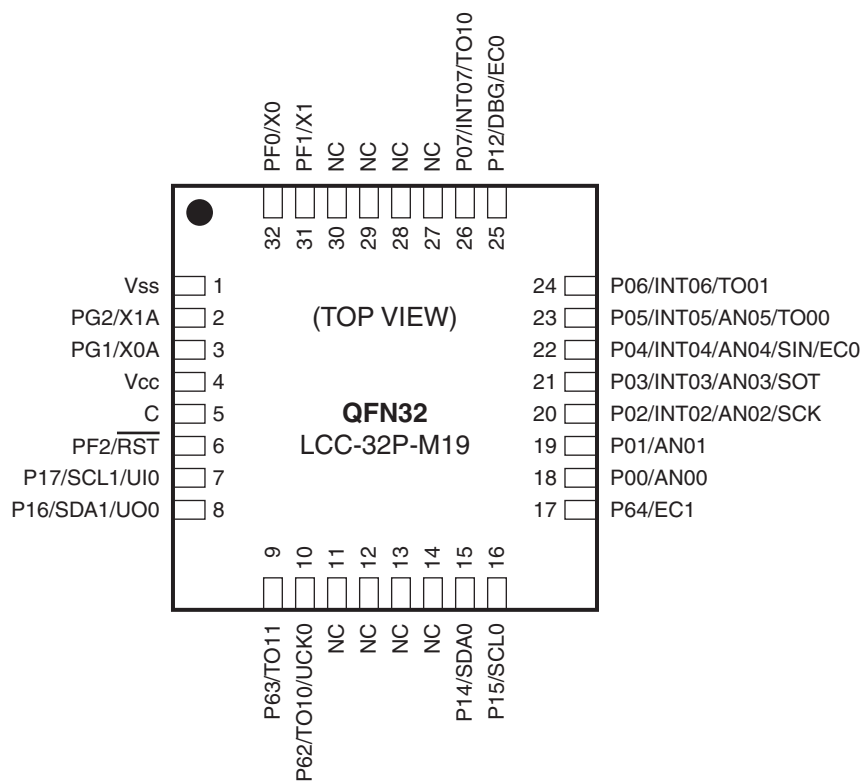 PF0/X0
PF1/X1
NC
NC
NC
NC
P07/INT07/TO10
P12/DBG/EC0
32
31
30
29
28
27
26
25
Vss 1
PG2/X1A 2
PG1/X0A 3
Vcc 4
C 5
PF2/RST 6
P17/SCL1/UI0 7
P16/SDA1/UO0 8
(TOP VIEW)
QFN32
LCC-32P-M19
24 P06/INT06/TO01
23 P05/INT05/AN05/TO00
22 P04/INT04/AN04/SIN/EC0
21 P03/INT03/AN03/SOT
20 P02/INT02/AN02/SCK
19 P01/AN01
18 P00/AN00
17 P64/EC1
9
10
11
12
13
14
15
16
P63/TO11
P62/TO10/UCK0
NC
NC
NC
NC
P14/SDA0
P15/SCL0